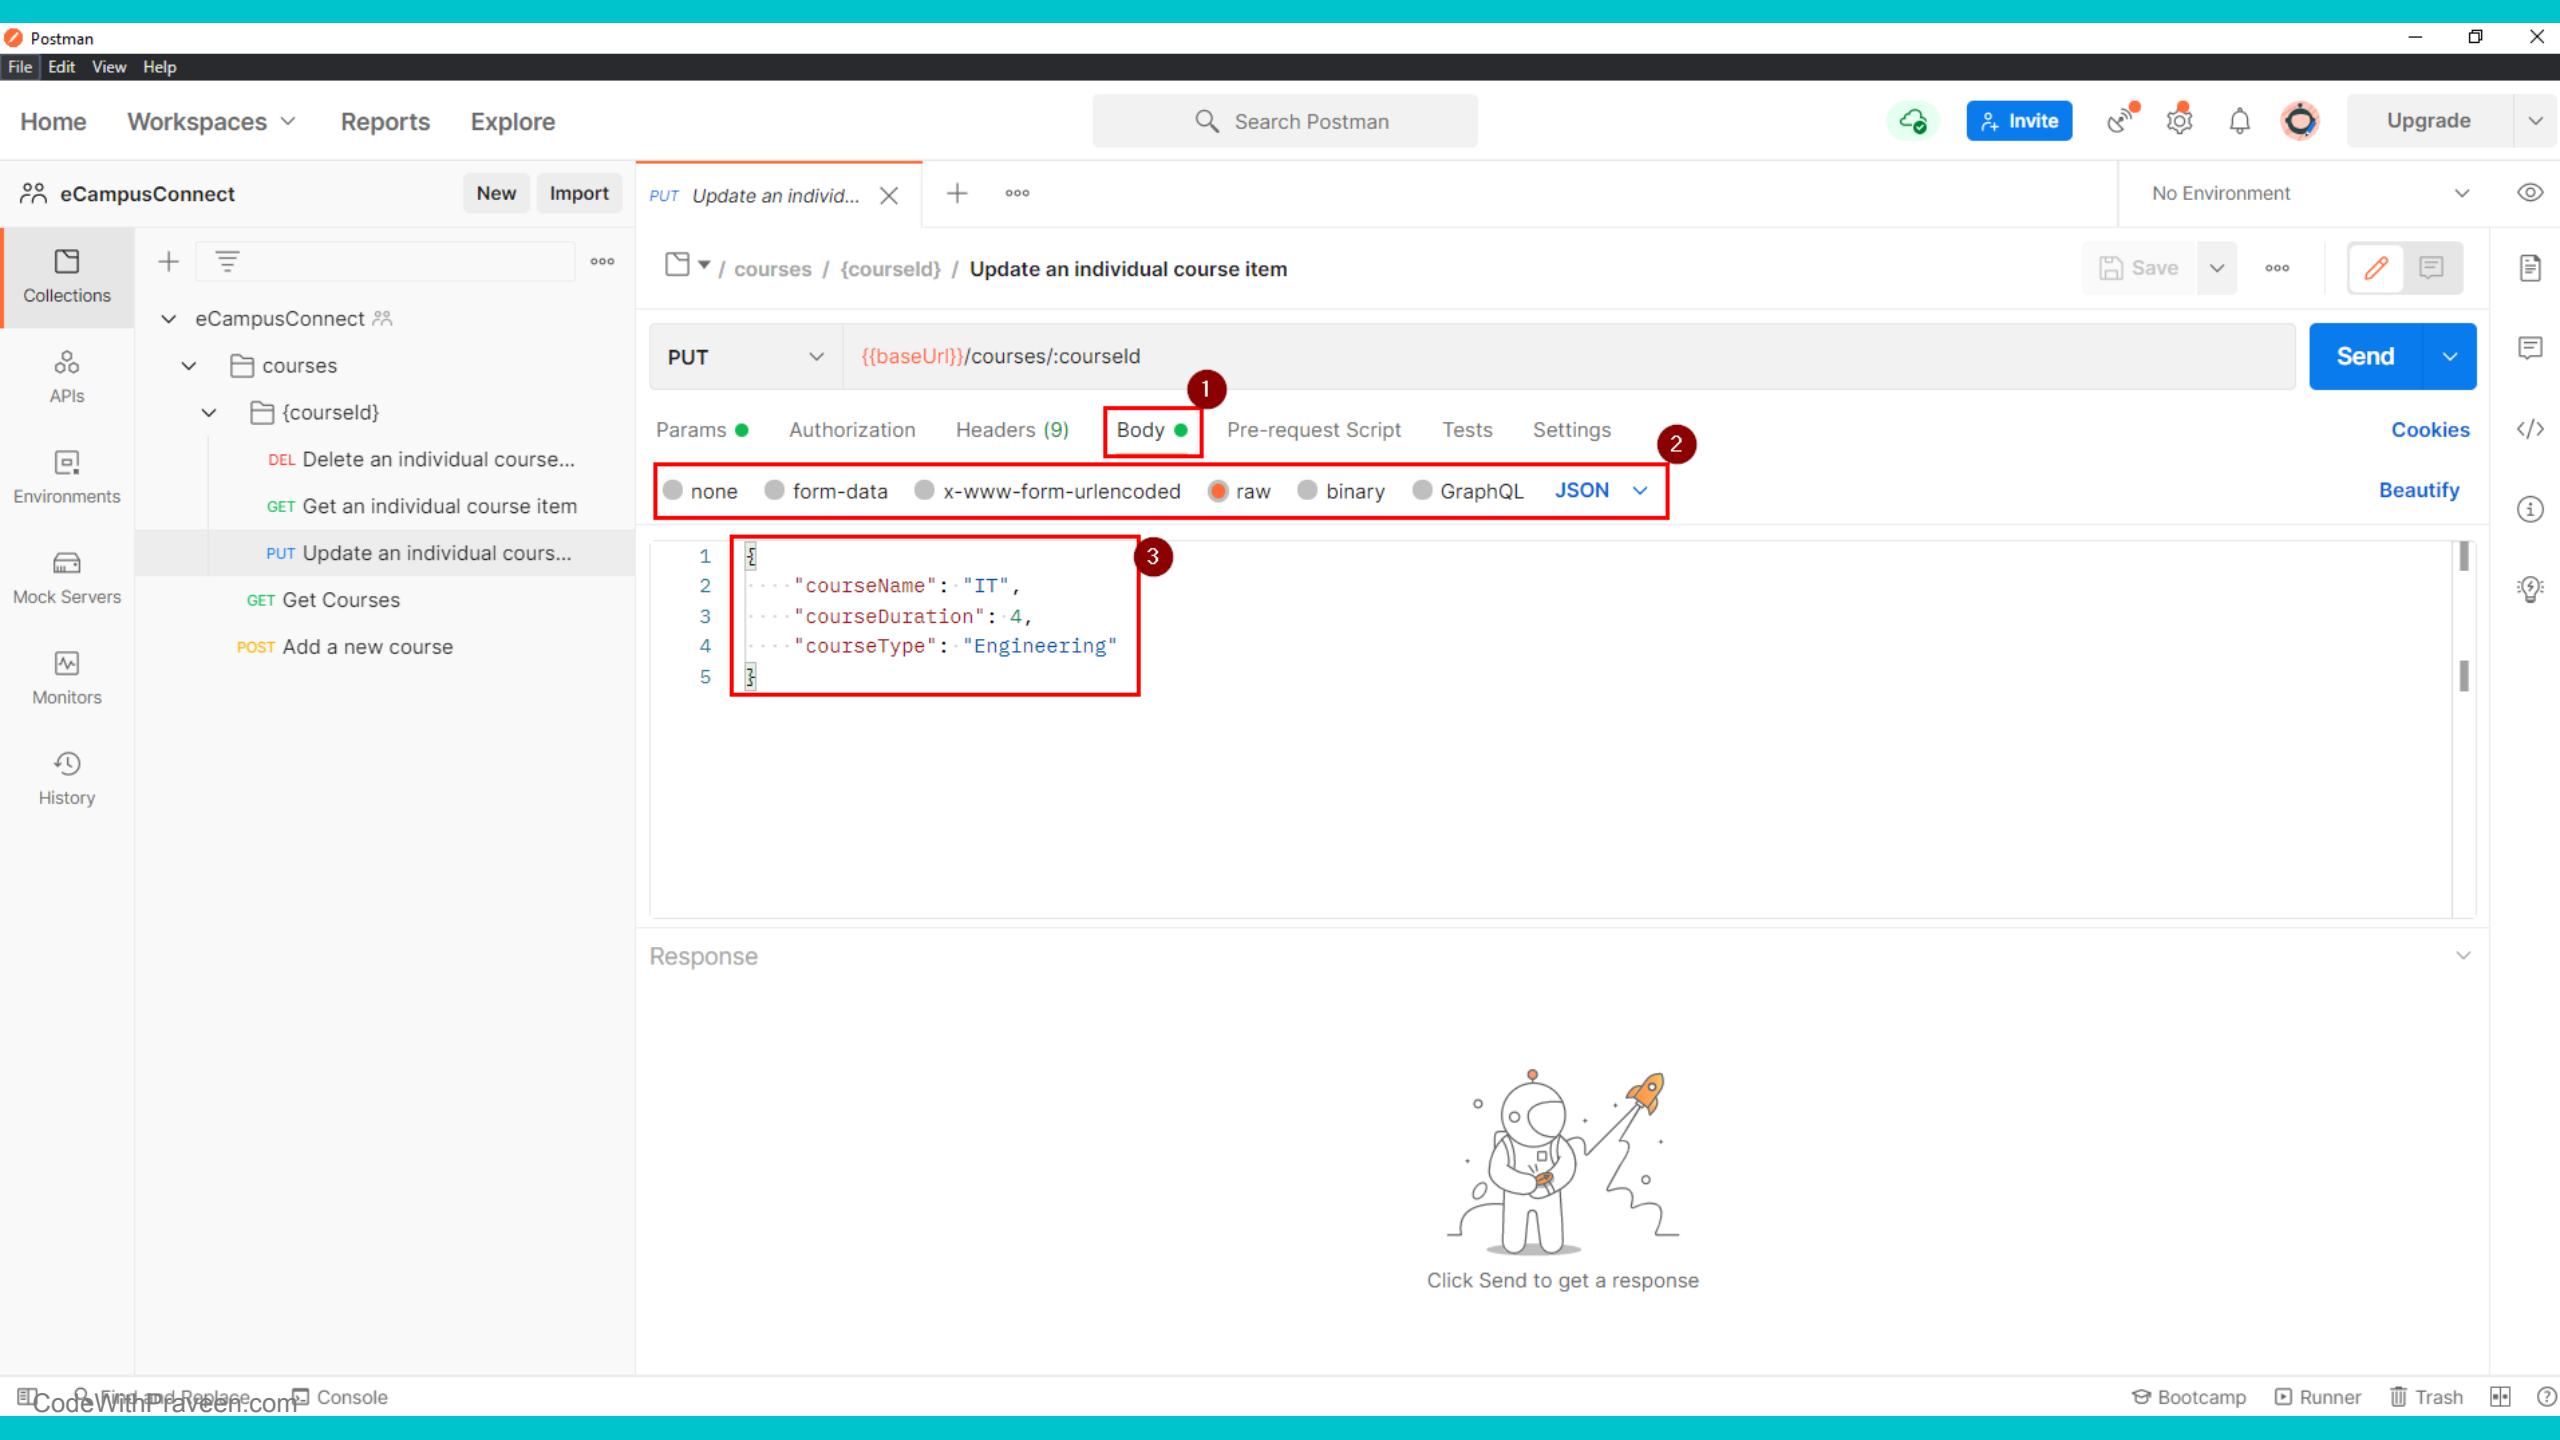 Postman
File Edit View Help
Home Workspaces Reports Explore
Search Postman
Invite
Upgrade
eCampusConnect
New Import
PUT Update an individ...
No Environment
Collections
APIs
Environments
Mock Servers
Monitors
History
eCampusConnect
courses
{courseId}
DEL Delete an individual course...
GET Get an individual course item
PUT Update an individual cours...
GET Get Courses
POST Add a new course
/ courses / {courseId} / Update an individual course item
Save
PUT
{{baseUrl}}/courses/:courseId
Send
1
Params Authorization Headers (9) Body Pre-request Script Tests Settings
Cookies
2
none form-data x-www-form-urlencoded raw binary GraphQL JSON
Beautify
1 {
2 "courseName": "IT",
3 "courseDuration": 4,
4 "courseType": "Engineering"
5 }
3
Response
Click Send to get a response
Find and Replace
CodeWithPraveen.com
Console
Bootcamp Runner Trash